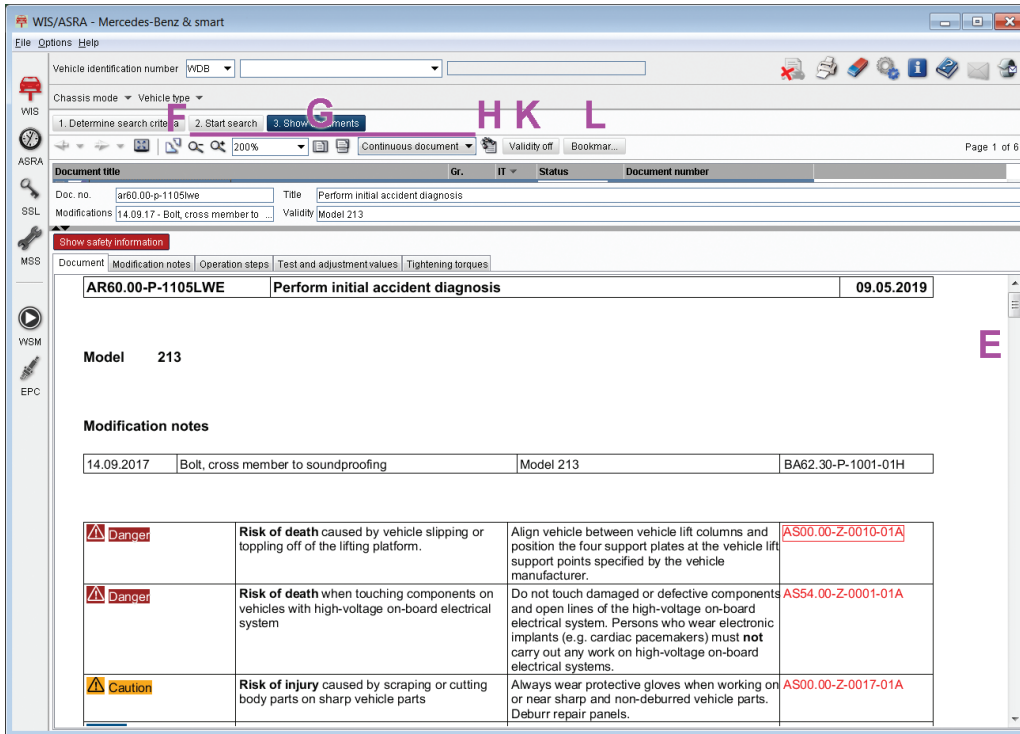 WIS/ASRA - Mercedes-Benz & smart
File Options Help
Vehicle identification number WDB
Chassis mode Vehicle type
WIS
F G H K L
1. Determine search criteria 2. Start search 3. Show documents
ASRA
200% Continuous document Validity off Bookmar... Page 1 of 6
Document title Gr. IT Status Document number
SSL
Doc. no. ar60.00-p-1105lwe Title Perform initial accident diagnosis
Modifications 14.09.17 - Bolt, cross member to ... Validity Model 213
MSS
Show safety information
Document Modification notes Operation steps Test and adjustment values Tightening torques
AR60.00-P-1105LWE Perform initial accident diagnosis 09.05.2019
WSM
E
Model 213
EPC
Modification notes
14.09.2017 Bolt, cross member to soundproofing Model 213 BA62.30-P-1001-01H
Danger Risk of death caused by vehicle slipping or Align vehicle between vehicle lift columns and AS00.00-Z-0010-01A
toppling off of the lifting platform. position the four support plates at the vehicle lift
support points specified by the vehicle
manufacturer.
Danger Risk of death when touching components on Do not touch damaged or defective components AS54.00-Z-0001-01A
vehicles with high-voltage on-board electrical and open lines of the high-voltage on-board
system electrical system. Persons who wear electronic
implants (e.g. cardiac pacemakers) must not
carry out any work on high-voltage on-board
electrical systems.
Caution Risk of injury caused by scraping or cutting Always wear protective gloves when working on AS00.00-Z-0017-01A
body parts on sharp vehicle parts or near sharp and non-deburred vehicle parts.
Deburr repair panels.